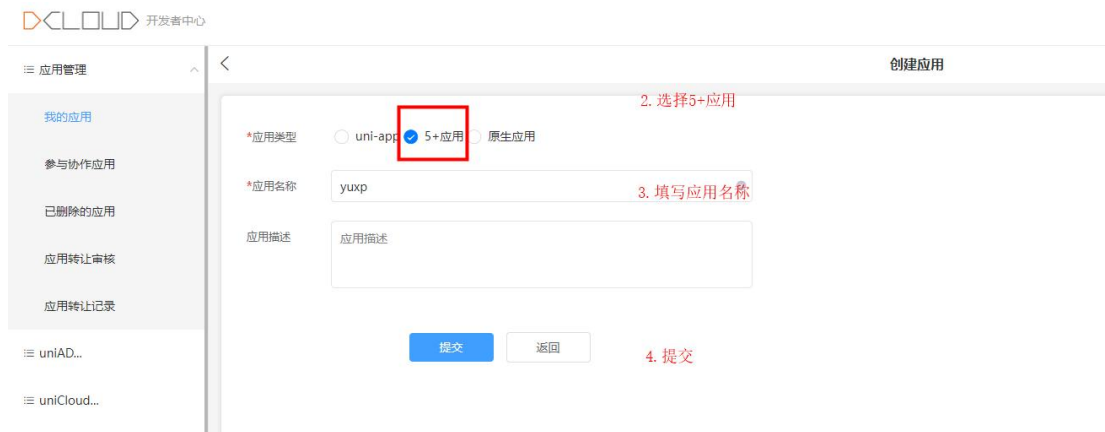 DCLOUD 开发者中心
应用管理
创建应用
2. 选择5+应用
我的应用
*应用类型 uni-app 5+应用 原生应用
参与协作应用
*应用名称 yuxp 3. 填写应用名称
已删除的应用
应用描述 应用描述
应用转让审核
应用转让记录
提交 返回 4. 提交
uniAD...
uniCloud...